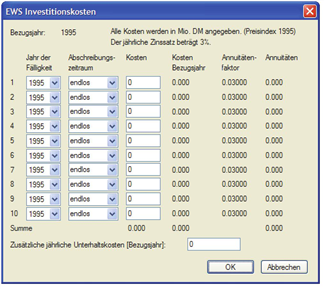 EWS Investitionskosten
Bezugsjahr: 1995 Alle Kosten werden in Mio. DM angegeben. (Preisindex 1995)
Der jährliche Zinssatz beträgt 3%.
Jahr der Abschreibungs- Kosten Kosten Annuitäten- Annuitäten
Fälligkeit zeitraum Bezugsjahr faktor
1 1995 endlos 0 0.000 0.03000 0.000
2 1995 endlos 0 0.000 0.03000 0.000
3 1995 endlos 0 0.000 0.03000 0.000
4 1995 endlos 0 0.000 0.03000 0.000
5 1995 endlos 0 0.000 0.03000 0.000
6 1995 endlos 0 0.000 0.03000 0.000
7 1995 endlos 0 0.000 0.03000 0.000
8 1995 endlos 0 0.000 0.03000 0.000
9 1995 endlos 0 0.000 0.03000 0.000
10 1995 endlos 0 0.000 0.03000 0.000
Summe 0.000 0.000 0.000
Zusätzliche jährliche Unterhaltskosten [Bezugsjahr]: 0
OK Abbrechen